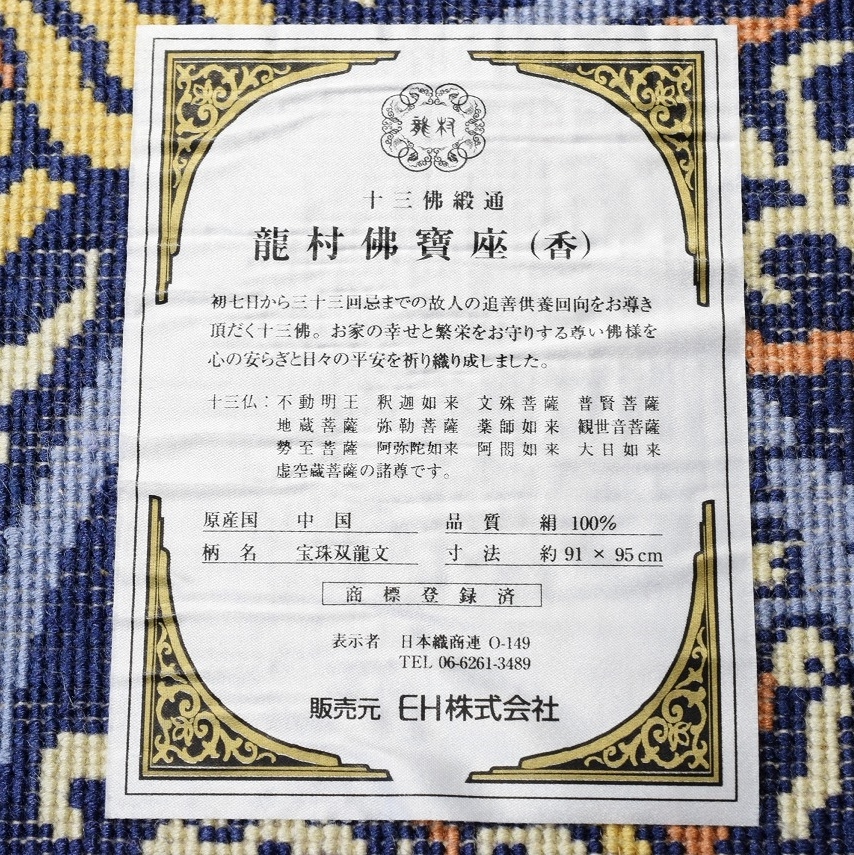 龍村
十三佛緞通
龍村佛寶座（香）
初七日から三十三回忌までの故人の追善供養回向をお導き
頂だく十三佛。お家の幸せと繁栄をお守りする尊い佛様を
心の安らぎと日々の平安を祈り織り成しました。
十三仏：不動明王 釈迦如来 文殊菩薩 普賢菩薩
地蔵菩薩 弥勒菩薩 薬師如来 観世音菩薩
勢至菩薩 阿弥陀如来 阿閦如来 大日如来
虚空蔵菩薩の諸尊です。
原産国 中国 品質 絹 100%
柄名 宝珠双龍文 寸法 約 91 × 95 cm
商標登録済
表示者 日本織商連 O-149
TEL 06-6261-3489
販売元 EH株式会社